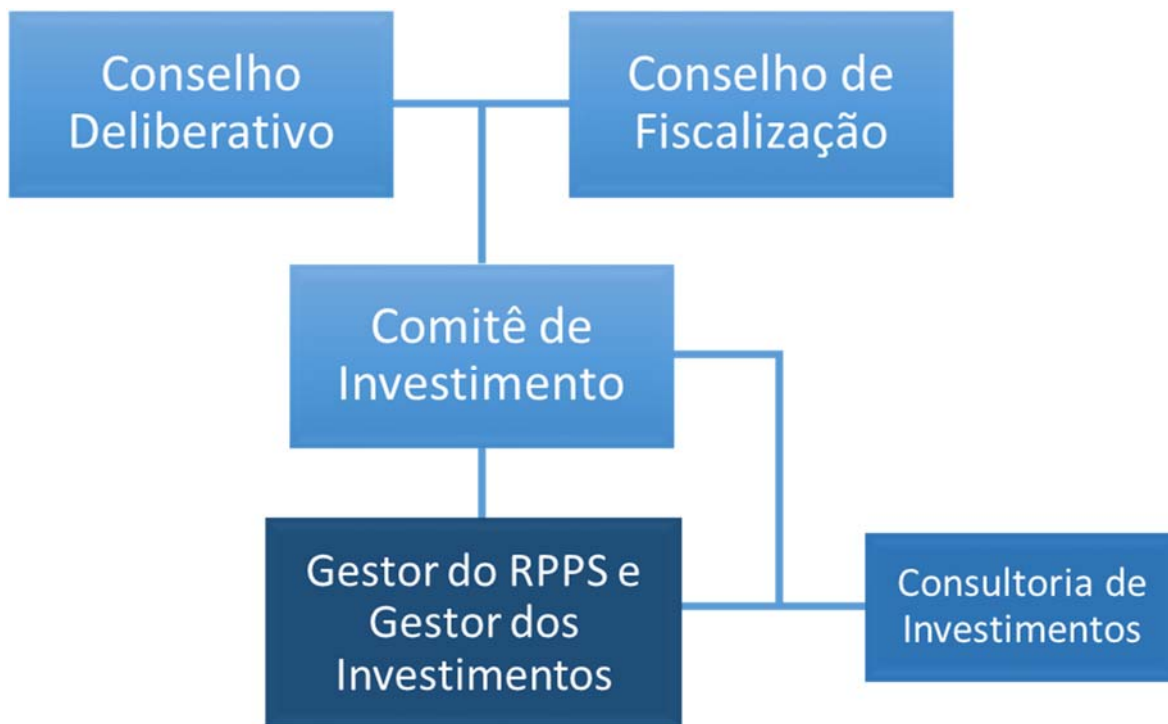 Conselho
Deliberativo
Conselho de
Fiscalização
Comitê de
Investimento
Gestor do RPPS e
Gestor dos
Investimentos
Consultoria de
Investimentos